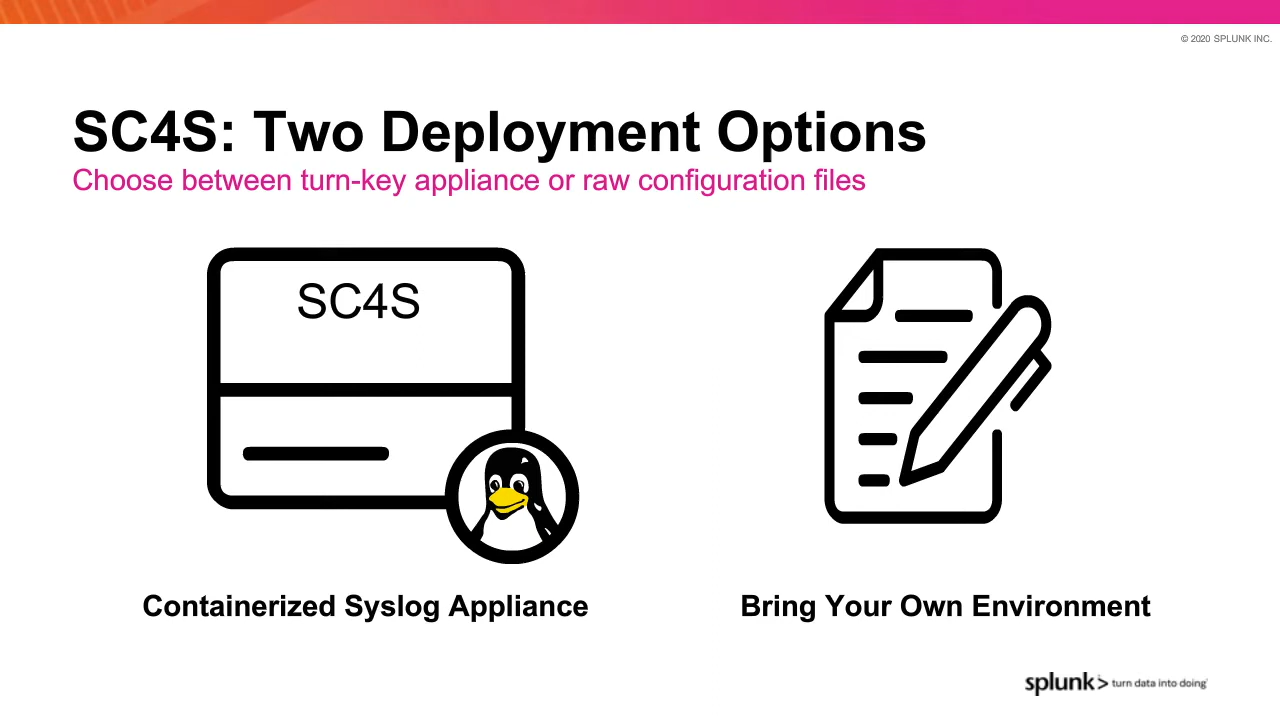 © 2020 SPLUNK INC.
SC4S: Two Deployment Options
Choose between turn-key appliance or raw configuration files
SC4S
Containerized Syslog Appliance
Bring Your Own Environment
splunk> turn data into doing